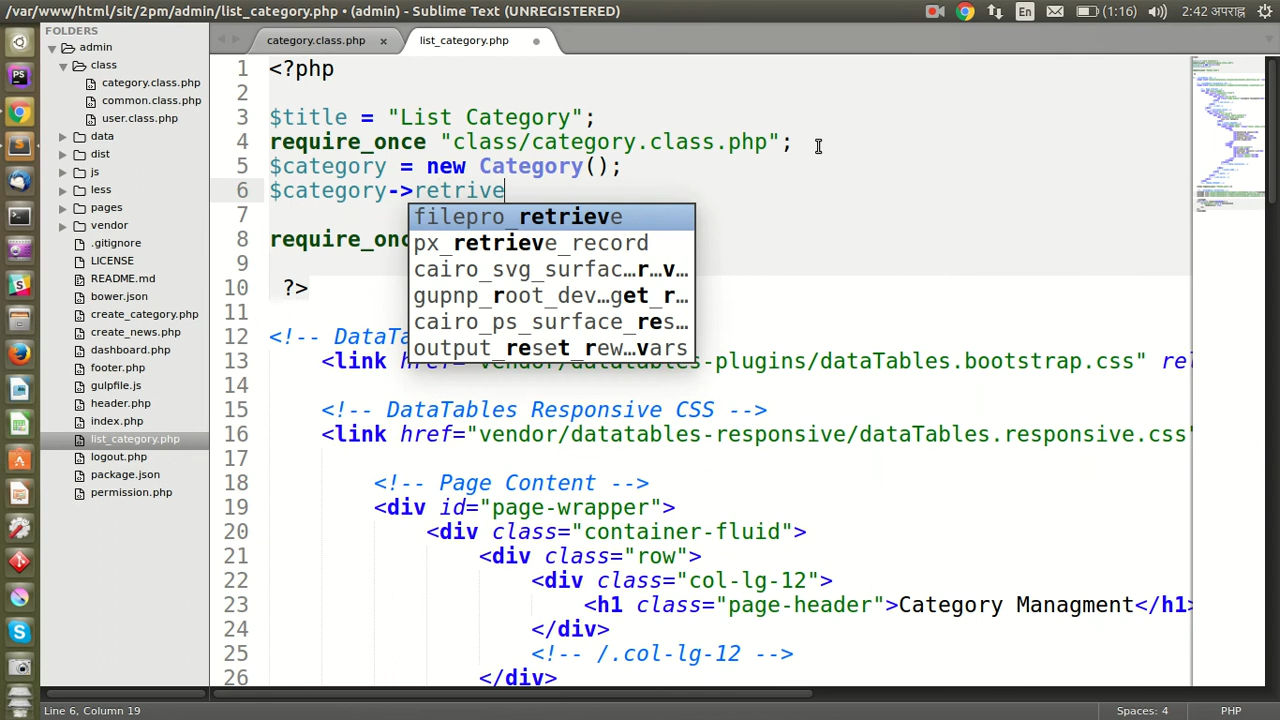 /var/www/html/sit/2pm/admin/list_category.php • (admin) - Sublime Text (UNREGISTERED)
En
(1:16)
2:42 अपराह्न
FOLDERS
admin
class
category.class.php
common.class.php
user.class.php
data
dist
js
less
pages
vendor
.gitignore
LICENSE
README.md
bower.json
create_category.php
create_news.php
dashboard.php
footer.php
gulpfile.js
header.php
index.php
list_category.php
logout.php
package.json
permission.php
category.class.php ×
list_category.php
1 <?php
2
3 $title = "List Category";
4 require_once "class/category.class.php";
5 $category = new Category();
6 $category->retrive
7
8 require_onc
9
10 ?>
11
12 <!-- DataTa
13 <link href="vendor/datatables-plugins/dataTables.bootstrap.css" rel
14
15 <!-- DataTables Responsive CSS -->
16 <link href="vendor/datatables-responsive/dataTables.responsive.css"
17
18 <!-- Page Content -->
19 <div id="page-wrapper">
20 <div class="container-fluid">
21 <div class="row">
22 <div class="col-lg-12">
23 <h1 class="page-header">Category Managment</h1>
24 </div>
25 <!-- /.col-lg-12 -->
26 </div>
filepro_retrieve
px_retrieve_record
cairo_svg_surfac…r…v…
gupnp_root_dev…get_r…
cairo_ps_surface_res…
output_reset_rew…vars
Line 6, Column 19
Spaces: 4
PHP